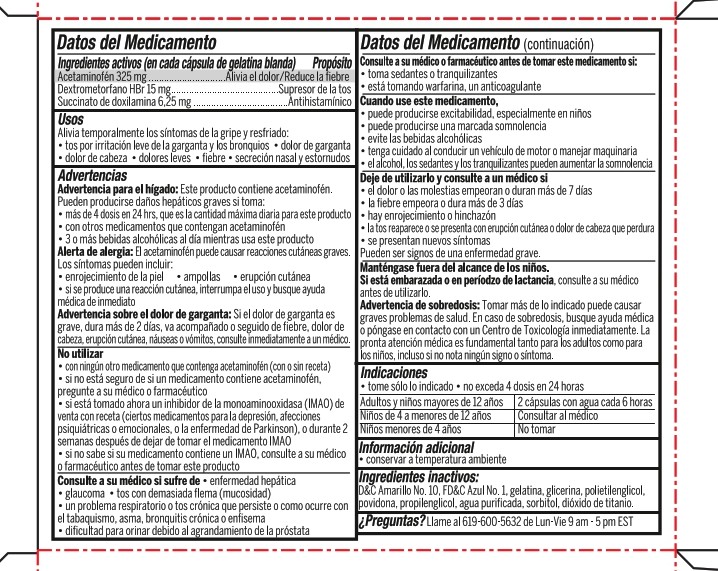 Datos del Medicamento
Ingredientes activos (en cada cápsula de gelatina blanda) Propósito
Acetaminofén 325 mg ..........................Alivia el dolor/Reduce la fiebre
Dextrometorfano HBr 15 mg....................................Supresor de la tos
Succinato de doxilamina 6,25 mg ...............................Antihistamínico
Usos
Alivia temporalmente los síntomas de la gripe y resfriado:
• tos por irritación leve de la garganta y los bronquios • dolor de garganta
• dolor de cabeza • dolores leves • fiebre • secreción nasal y estornudos
Advertencias
Advertencia para el hígado: Este producto contiene acetaminofén.
Pueden producirse daños hepáticos graves si toma:
• más de 4 dosis en 24 hrs, que es la cantidad máxima diaria para este producto
• con otros medicamentos que contengan acetaminofén
• 3 o más bebidas alcohólicas al día mientras usa este producto
Alerta de alergia: El acetaminofén puede causar reacciones cutáneas graves.
Los síntomas pueden incluir:
• enrojecimiento de la piel • ampollas • erupción cutánea
• si se produce una reacción cutánea, interrumpa el uso y busque ayuda
médica de inmediato
Advertencia sobre el dolor de garganta: Si el dolor de garganta es
grave, dura más de 2 días, va acompañado o seguido de fiebre, dolor de
cabeza, erupción cutánea, náuseas o vómitos, consulte inmediatamente a un médico.
No utilizar
• con ningún otro medicamento que contenga acetaminofén (con o sin receta)
• si no está seguro de si un medicamento contiene acetaminofén,
pregunte a su médico o farmacéutico
• si está tomado ahora un inhibidor de la monoaminooxidasa (IMAO) de
venta con receta (ciertos medicamentos para la depresión, afecciones
psiquiátricas o emocionales, o la enfermedad de Parkinson), o durante 2
semanas después de dejar de tomar el medicamento IMAO
• si no sabe si su medicamento contiene un IMAO, consulte a su médico
o farmacéutico antes de tomar este producto
Consulte a su médico si sufre de • enfermedad hepática
• glaucoma • tos con demasiada flema (mucosidad)
• un problema respiratorio o tos crónica que persiste o como ocurre con
el tabaquismo, asma, bronquitis crónica o enfisema
• dificultad para orinar debido al agrandamiento de la próstata
Datos del Medicamento (continuación)
Consulte a su médico o farmacéutico antes de tomar este medicamento si:
• toma sedantes o tranquilizantes
• está tomando warfarina, un anticoagulante
Cuando use este medicamento,
• puede producirse excitabilidad, especialmente en niños
• puede producirse una marcada somnolencia
• evite las bebidas alcohólicas
• tenga cuidado al conducir un vehículo de motor o manejar maquinaria
• el alcohol, los sedantes y los tranquilizantes pueden aumentar la somnolencia
Deje de utilizarlo y consulte a un médico si
• el dolor o las molestias empeoran o duran más de 7 días
• la fiebre empeora o dura más de 3 días
• hay enrojecimiento o hinchazón
• la tos reaparece o se presenta con erupción cutánea o dolor de cabeza que perdura
• se presentan nuevos síntomas
Pueden ser signos de una enfermedad grave.
Manténgase fuera del alcance de los niños.
Si está embarazada o en períodzo de lactancia, consulte a su médico
antes de utilizarlo.
Advertencia de sobredosis: Tomar más de lo indicado puede causar
graves problemas de salud. En caso de sobredosis, busque ayuda médica
o póngase en contacto con un Centro de Toxicología inmediatamente. La
pronta atención médica es fundamental tanto para los adultos como para
los niños, incluso si no nota ningún signo o síntoma.
Indicaciones
• tome sólo lo indicado • no exceda 4 dosis en 24 horas
Adultos y niños mayores de 12 años 2 cápsulas con agua cada 6 horas
Niños de 4 a menores de 12 años Consultar al médico
Niños menores de 4 años No tomar
Información adicional
• conservar a temperatura ambiente
Ingredientes inactivos:
D&C Amarillo No. 10, FD&C Azul No. 1, gelatina, glicerina, polietilenglicol,
povidona, propilenglicol, agua purificada, sorbitol, dióxido de titanio.
¿Preguntas? Llame al 619-600-5632 de Lun-Vie 9 am - 5 pm EST